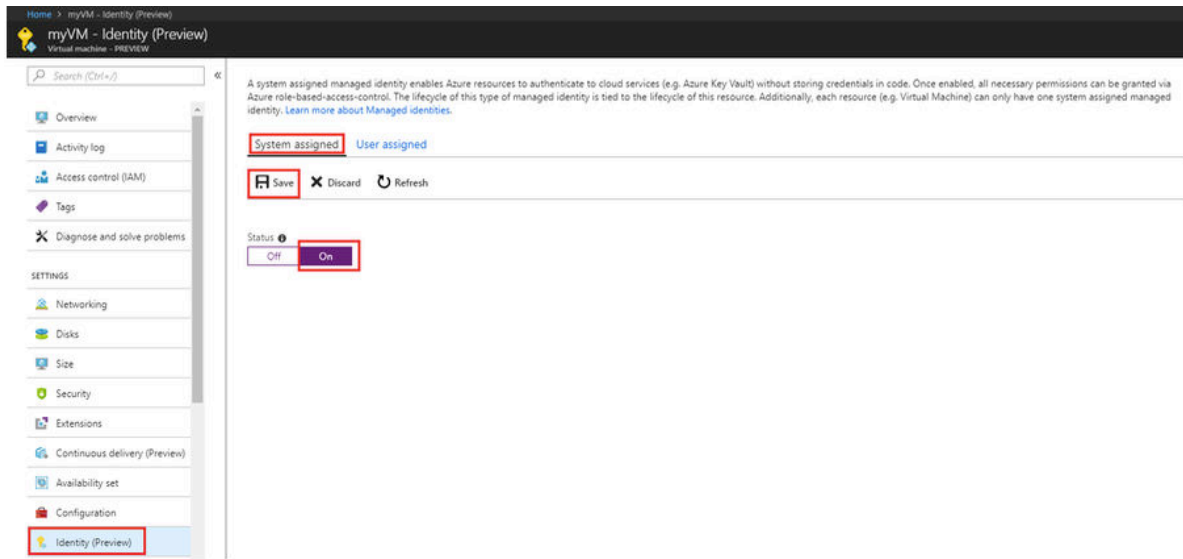 Home > myVM - Identity (Preview)
myVM - Identity (Preview)
Virtual machine - PREVIEW
Search (Ctrl+/)
«
Overview
Activity log
Access control (IAM)
Tags
Diagnose and solve problems
SETTINGS
Networking
Disks
Size
Security
Extensions
Continuous delivery (Preview)
Availability set
Configuration
Identity (Preview)
A system assigned managed identity enables Azure resources to authenticate to cloud services (e.g. Azure Key Vault) without storing credentials in code. Once enabled, all necessary permissions can be granted via
Azure role-based-access-control. The lifecycle of this type of managed identity is tied to the lifecycle of this resource. Additionally, each resource (e.g. Virtual Machine) can only have one system assigned managed
identity. Learn more about Managed identities.
System assigned User assigned
Save Discard Refresh
Status
Off On